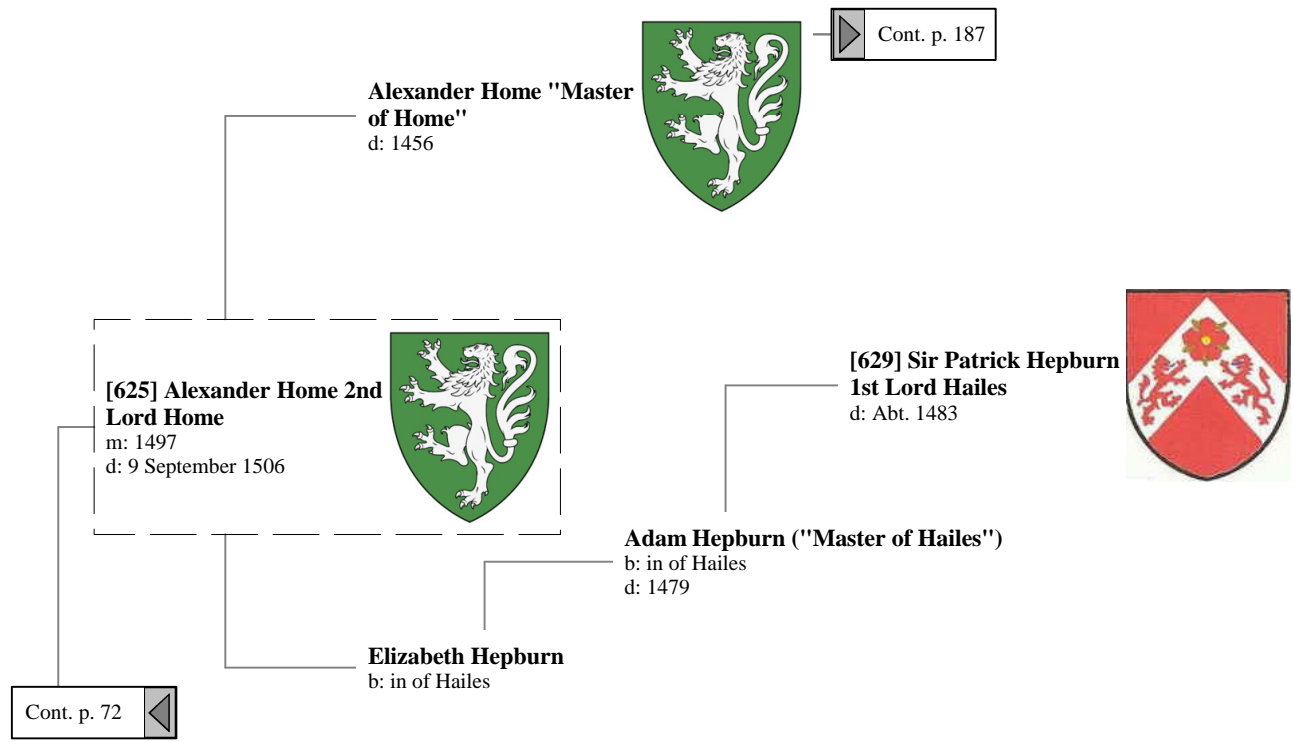 Cont. p. 187
Alexander Home "Master
of Home"
d: 1456
[629] Sir Patrick Hepburn
1st Lord Hailes
d: Abt. 1483
[625] Alexander Home 2nd
Lord Home
m: 1497
d: 9 September 1506
Adam Hepburn ("Master of Hailes")
b: in of Hailes
d: 1479
Elizabeth Hepburn
b: in of Hailes
Cont. p. 72